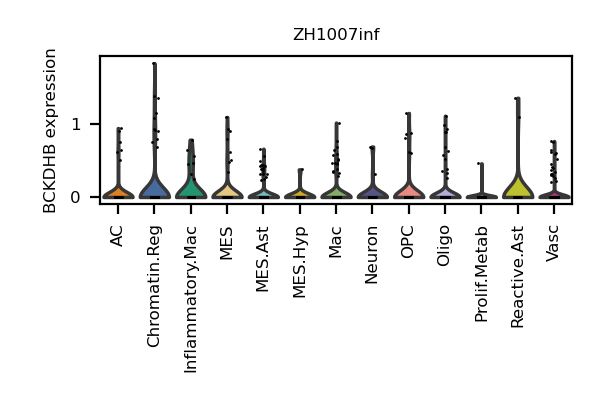 ZH1007inf
BCKDHB expression
1
0
AC
Chromatin.Reg
Inflammatory.Mac
MES
MES.Ast
MES.Hyp
Mac
Neuron
OPC
Oligo
Prolif.Metab
Reactive.Ast
Vasc